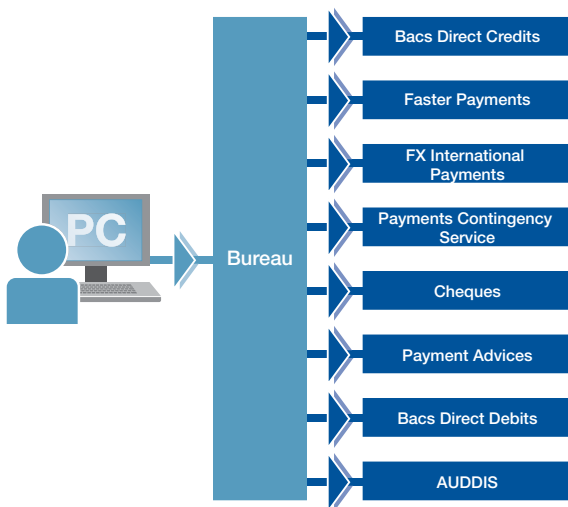 PC
Bureau
Bacs Direct Credits
Faster Payments
FX International
Payments
Payments Contingency
Service
Cheques
Payment Advices
Bacs Direct Debits
AUDDIS